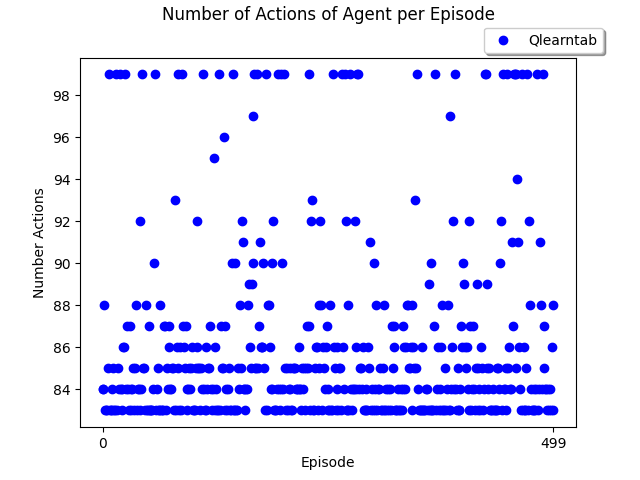 Number of Actions of Agent per Episode
Qlearntab
98
96
94
92
90
88
86
84
Number Actions
0
499
Episode